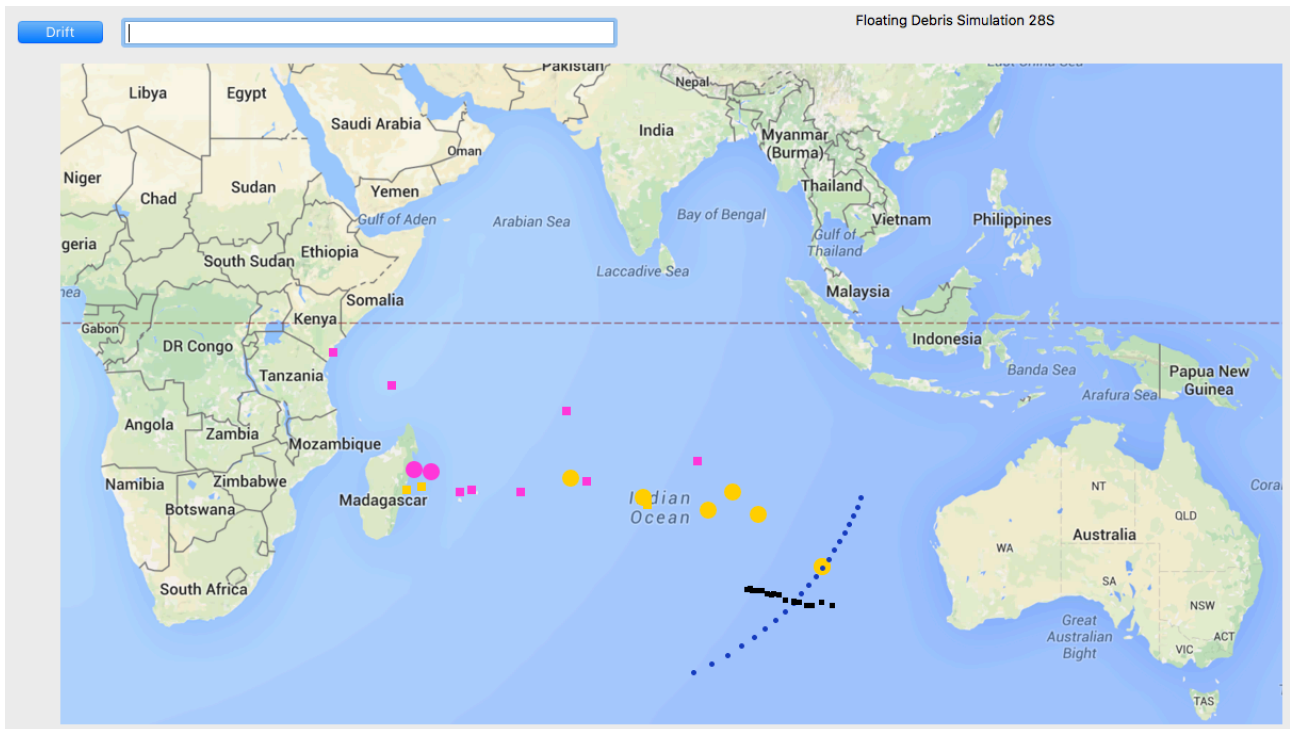 Drift
Floating Debris Simulation 28S
Pakistan
East China Sea
Nepal
Libya
Egypt
Saudi Arabia
India
Myanmar
(Burma)
Oman
Niger
Chad
Sudan
Yemen
Thailand
Gulf of Aden
Arabian Sea
Bay of Bengal
Vietnam
Philippines
geria
Ethiopia
Gulf of
Thailand
South Sudan
Laccadive Sea
nea
Somalia
Malaysia
Kenya
Gabon
DR Congo
Indonesia
Tanzania
Banda Sea
Papua New
Guinea
Arafura Sea
Angola
Zambia
Mozambique
Namibia
Zimbabwe
Madagascar
Indian
Ocean
NT
Cora
Botswana
QLD
Australia
WA
South Africa
SA
NSW
Great
Australian
Bight
ACT
VIC
TAS